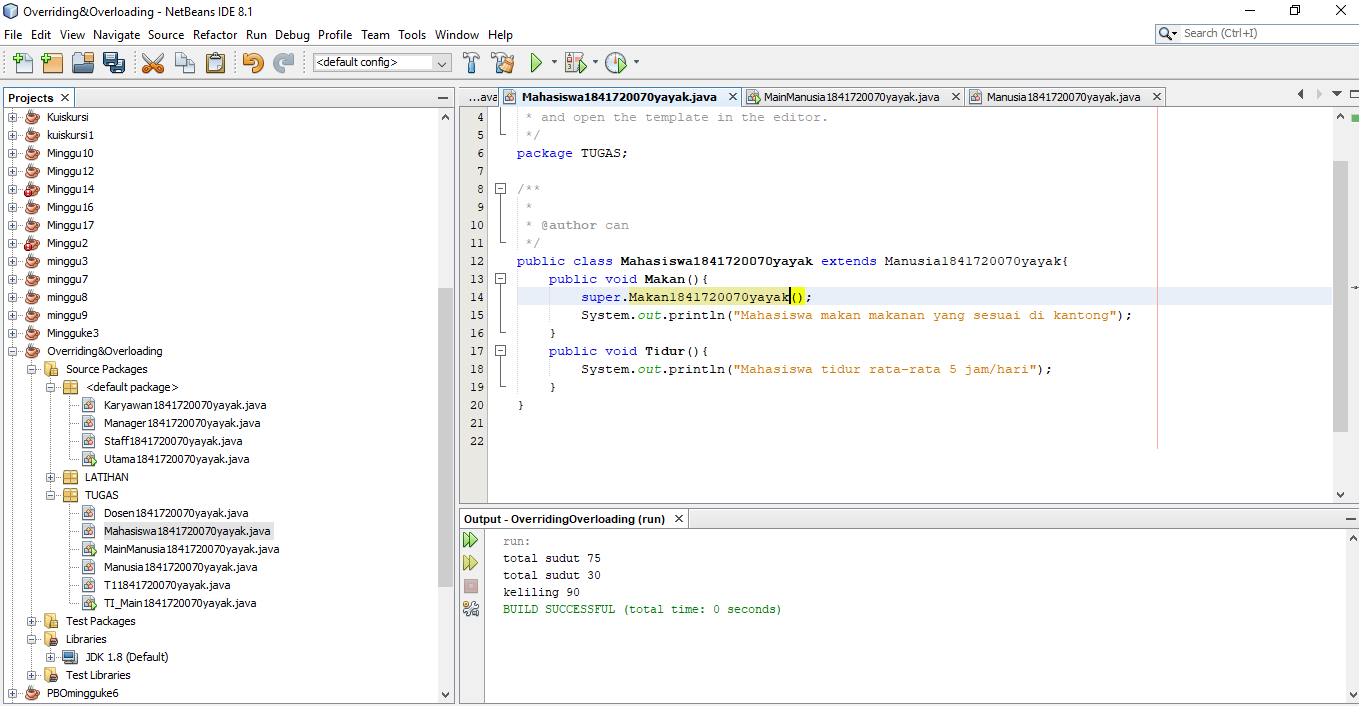 Overriding&Overloading - NetBeans IDE 8.1
File Edit View Navigate Source Refactor Run Debug Profile Team Tools Window Help
Search (Ctrl+I)
<default config>
Projects
Kuiskursi
kuiskursi1
Minggu10
Minggu12
Minggu14
Minggu16
Minggu17
Minggu2
minggu3
minggu7
minggu8
minggu9
Mingguke3
Overriding&Overloading
Source Packages
<default package>
Karyawan1841720070yayak.java
Manager1841720070yayak.java
Staff1841720070yayak.java
Utama1841720070yayak.java
LATIHAN
TUGAS
Dosen1841720070yayak.java
Mahasiswa1841720070yayak.java
MainManusia1841720070yayak.java
Manusia1841720070yayak.java
T11841720070yayak.java
TI_Main1841720070yayak.java
Test Packages
Libraries
JDK 1.8 (Default)
Test Libraries
PBOmingguke6
...ava Mahasiswa1841720070yayak.java MainManusia1841720070yayak.java Manusia1841720070yayak.java
4 * and open the template in the editor.
5 */
6 package TUGAS;
7
8 /**
9 *
10 * @author can
11 */
12 public class Mahasiswa1841720070yayak extends Manusia1841720070yayak{
13 public void Makan(){
14 super.Makan1841720070yayak();
15 System.out.println("Mahasiswa makan makanan yang sesuai di kantong");
16 }
17 public void Tidur(){
18 System.out.println("Mahasiswa tidur rata-rata 5 jam/hari");
19 }
20 }
21
22
Output - OverridingOverloading (run)
run:
total sudut 75
total sudut 30
keliling 90
BUILD SUCCESSFUL (total time: 0 seconds)